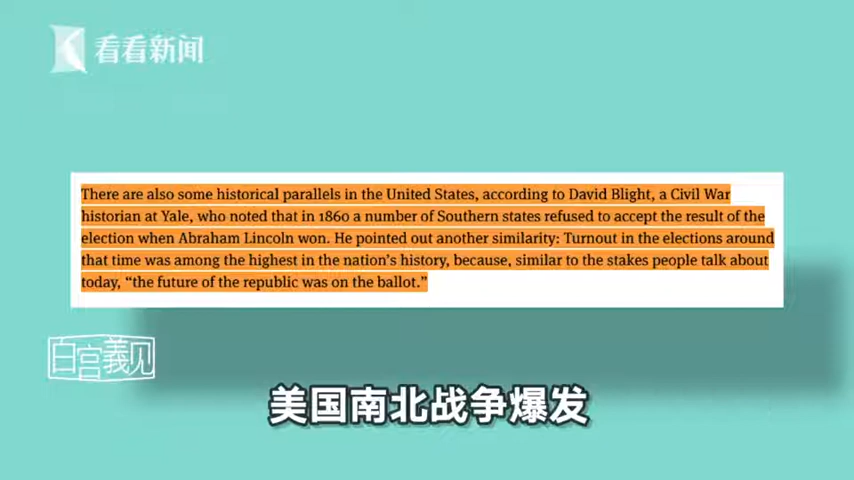 看看新闻
There are also some historical parallels in the United States, according to David Blight, a Civil War
historian at Yale, who noted that in 1860 a number of Southern states refused to accept the result of the
election when Abraham Lincoln won. He pointed out another similarity: Turnout in the elections around
that time was among the highest in the nation’s history, because, similar to the stakes people talk about
today, “the future of the republic was on the ballot.”
白宫義见
美国南北战争爆发